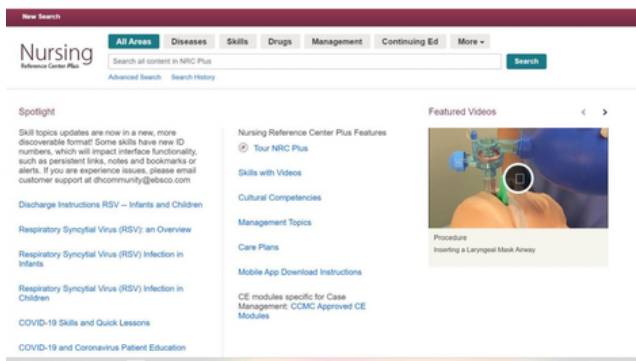 New Search
Nursing
Reference Center Plus
All Areas Diseases Skills Drugs Management Continuing Ed More
Search all content in NRC Plus
Search
Advanced Search Search History
Spotlight
Skill topics updates are now in a new, more
discoverable format! Some skills have new ID
numbers, which will impact interface functionality,
such as persistent links, notes and bookmarks or
alerts. If you are experience issues, please email
customer support at dhcommunity@ebsco.com
Discharge Instructions RSV -- Infants and Children
Respiratory Syncytial Virus (RSV): an Overview
Respiratory Syncytial Virus (RSV) Infection in
Infants
Respiratory Syncytial Virus (RSV) Infection in
Children
COVID-19 Skills and Quick Lessons
COVID-19 and Coronavirus Patient Education
Nursing Reference Center Plus Features
Tour NRC Plus
Skills with Videos
Cultural Competencies
Management Topics
Care Plans
Mobile App Download Instructions
CE modules specific for Case
Management: CCMC Approved CE
Modules
Featured Videos
Procedure
Inserting a Laryngeal Mask Airway